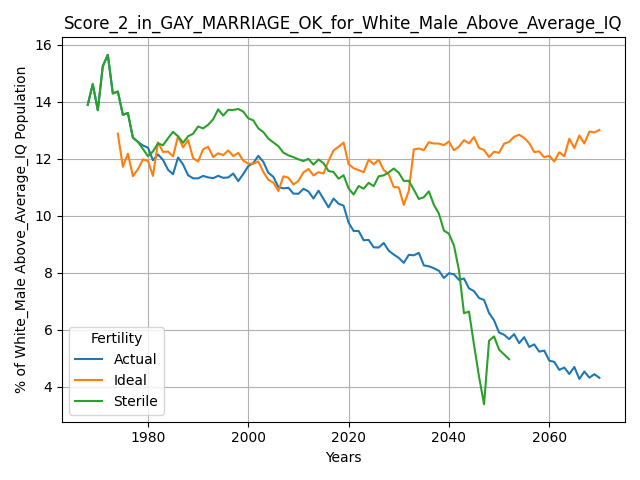 Score_2_in_GAY_MARRIAGE_OK_for_White_Male_Above_Average_IQ
% of White_Male Above_Average_IQ Population
16
14
12
10
8
6
4
Fertility
Actual
Ideal
Sterile
1980 2000 2020 2040 2060
Years